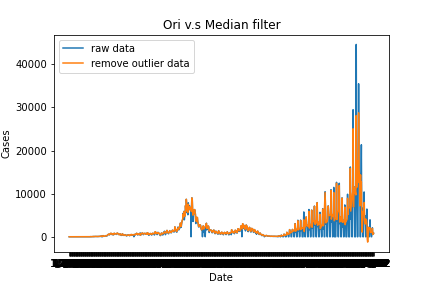 Ori v.s Median filter
raw data
remove outlier data
40000
30000
20000
10000
0
Cases
Date